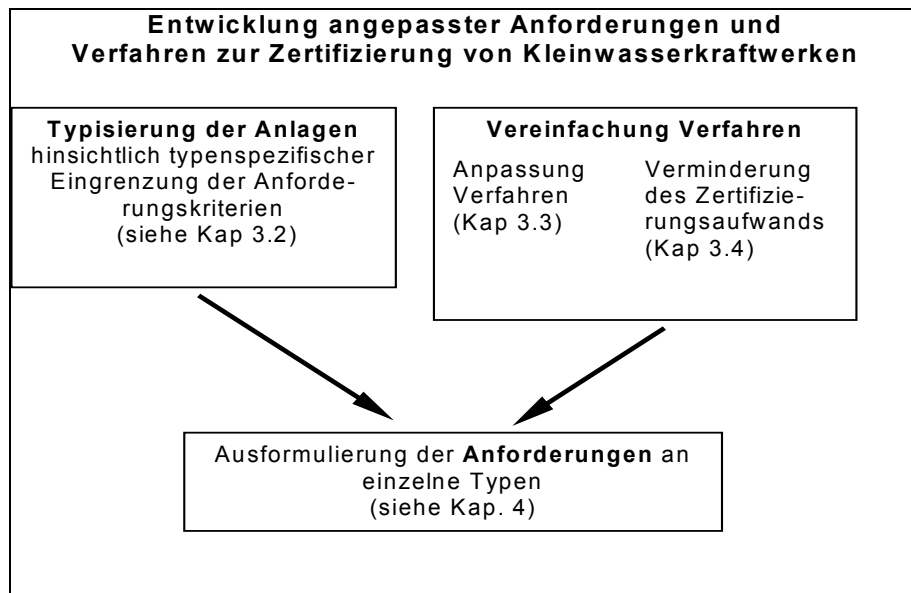 Entwicklung angepasster Anforderungen und
Verfahren zur Zertifizierung von Kleinwasserkraftwerken
Typisierung der Anlagen
hinsichtlich typenspezifischer
Eingrenzung der Anforde-
rungskriterien
(siehe Kap 3.2)
Vereinfachung Verfahren
Anpassung
Verfahren
(Kap 3.3)
Verminderung
des Zertifizie-
rungsaufwands
(Kap 3.4)
Ausformulierung der Anforderungen an
einzelne Typen
(siehe Kap. 4)